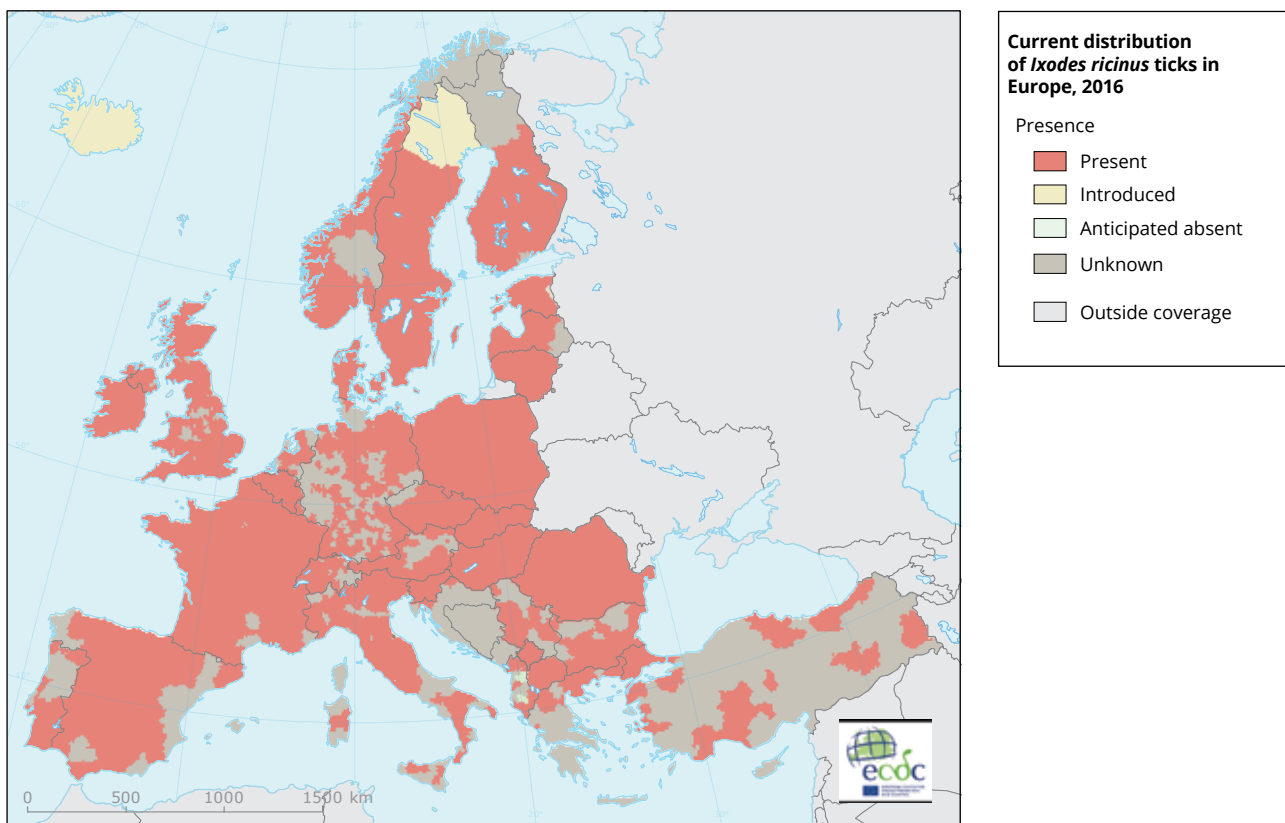 Current distribution
of Ixodes ricinus ticks in
Europe, 2016
Presence
Present
Introduced
Anticipated absent
Unknown
Outside coverage
0 500 1000 1500 km
ecdc